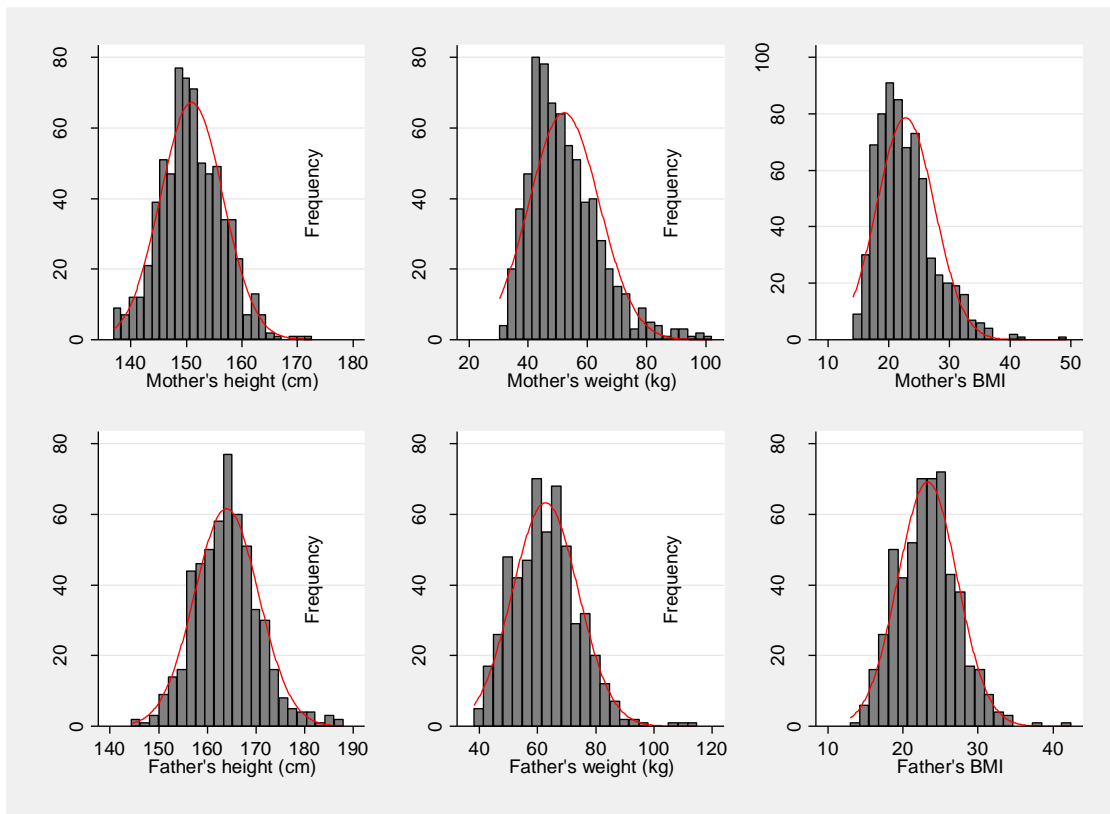 80
60
40
20
0
140 150 160 170 180
Mother's height (cm)
Frequency
80
60
40
20
0
20 40 60 80 100
Mother's weight (kg)
Frequency
100
80
60
40
20
0
10 20 30 40 50
Mother's BMI
80
60
40
20
0
140 150 160 170 180 190
Father's height (cm)
Frequency
80
60
40
20
0
40 60 80 100 120
Father's weight (kg)
Frequency
80
60
40
20
0
10 20 30 40
Father's BMI